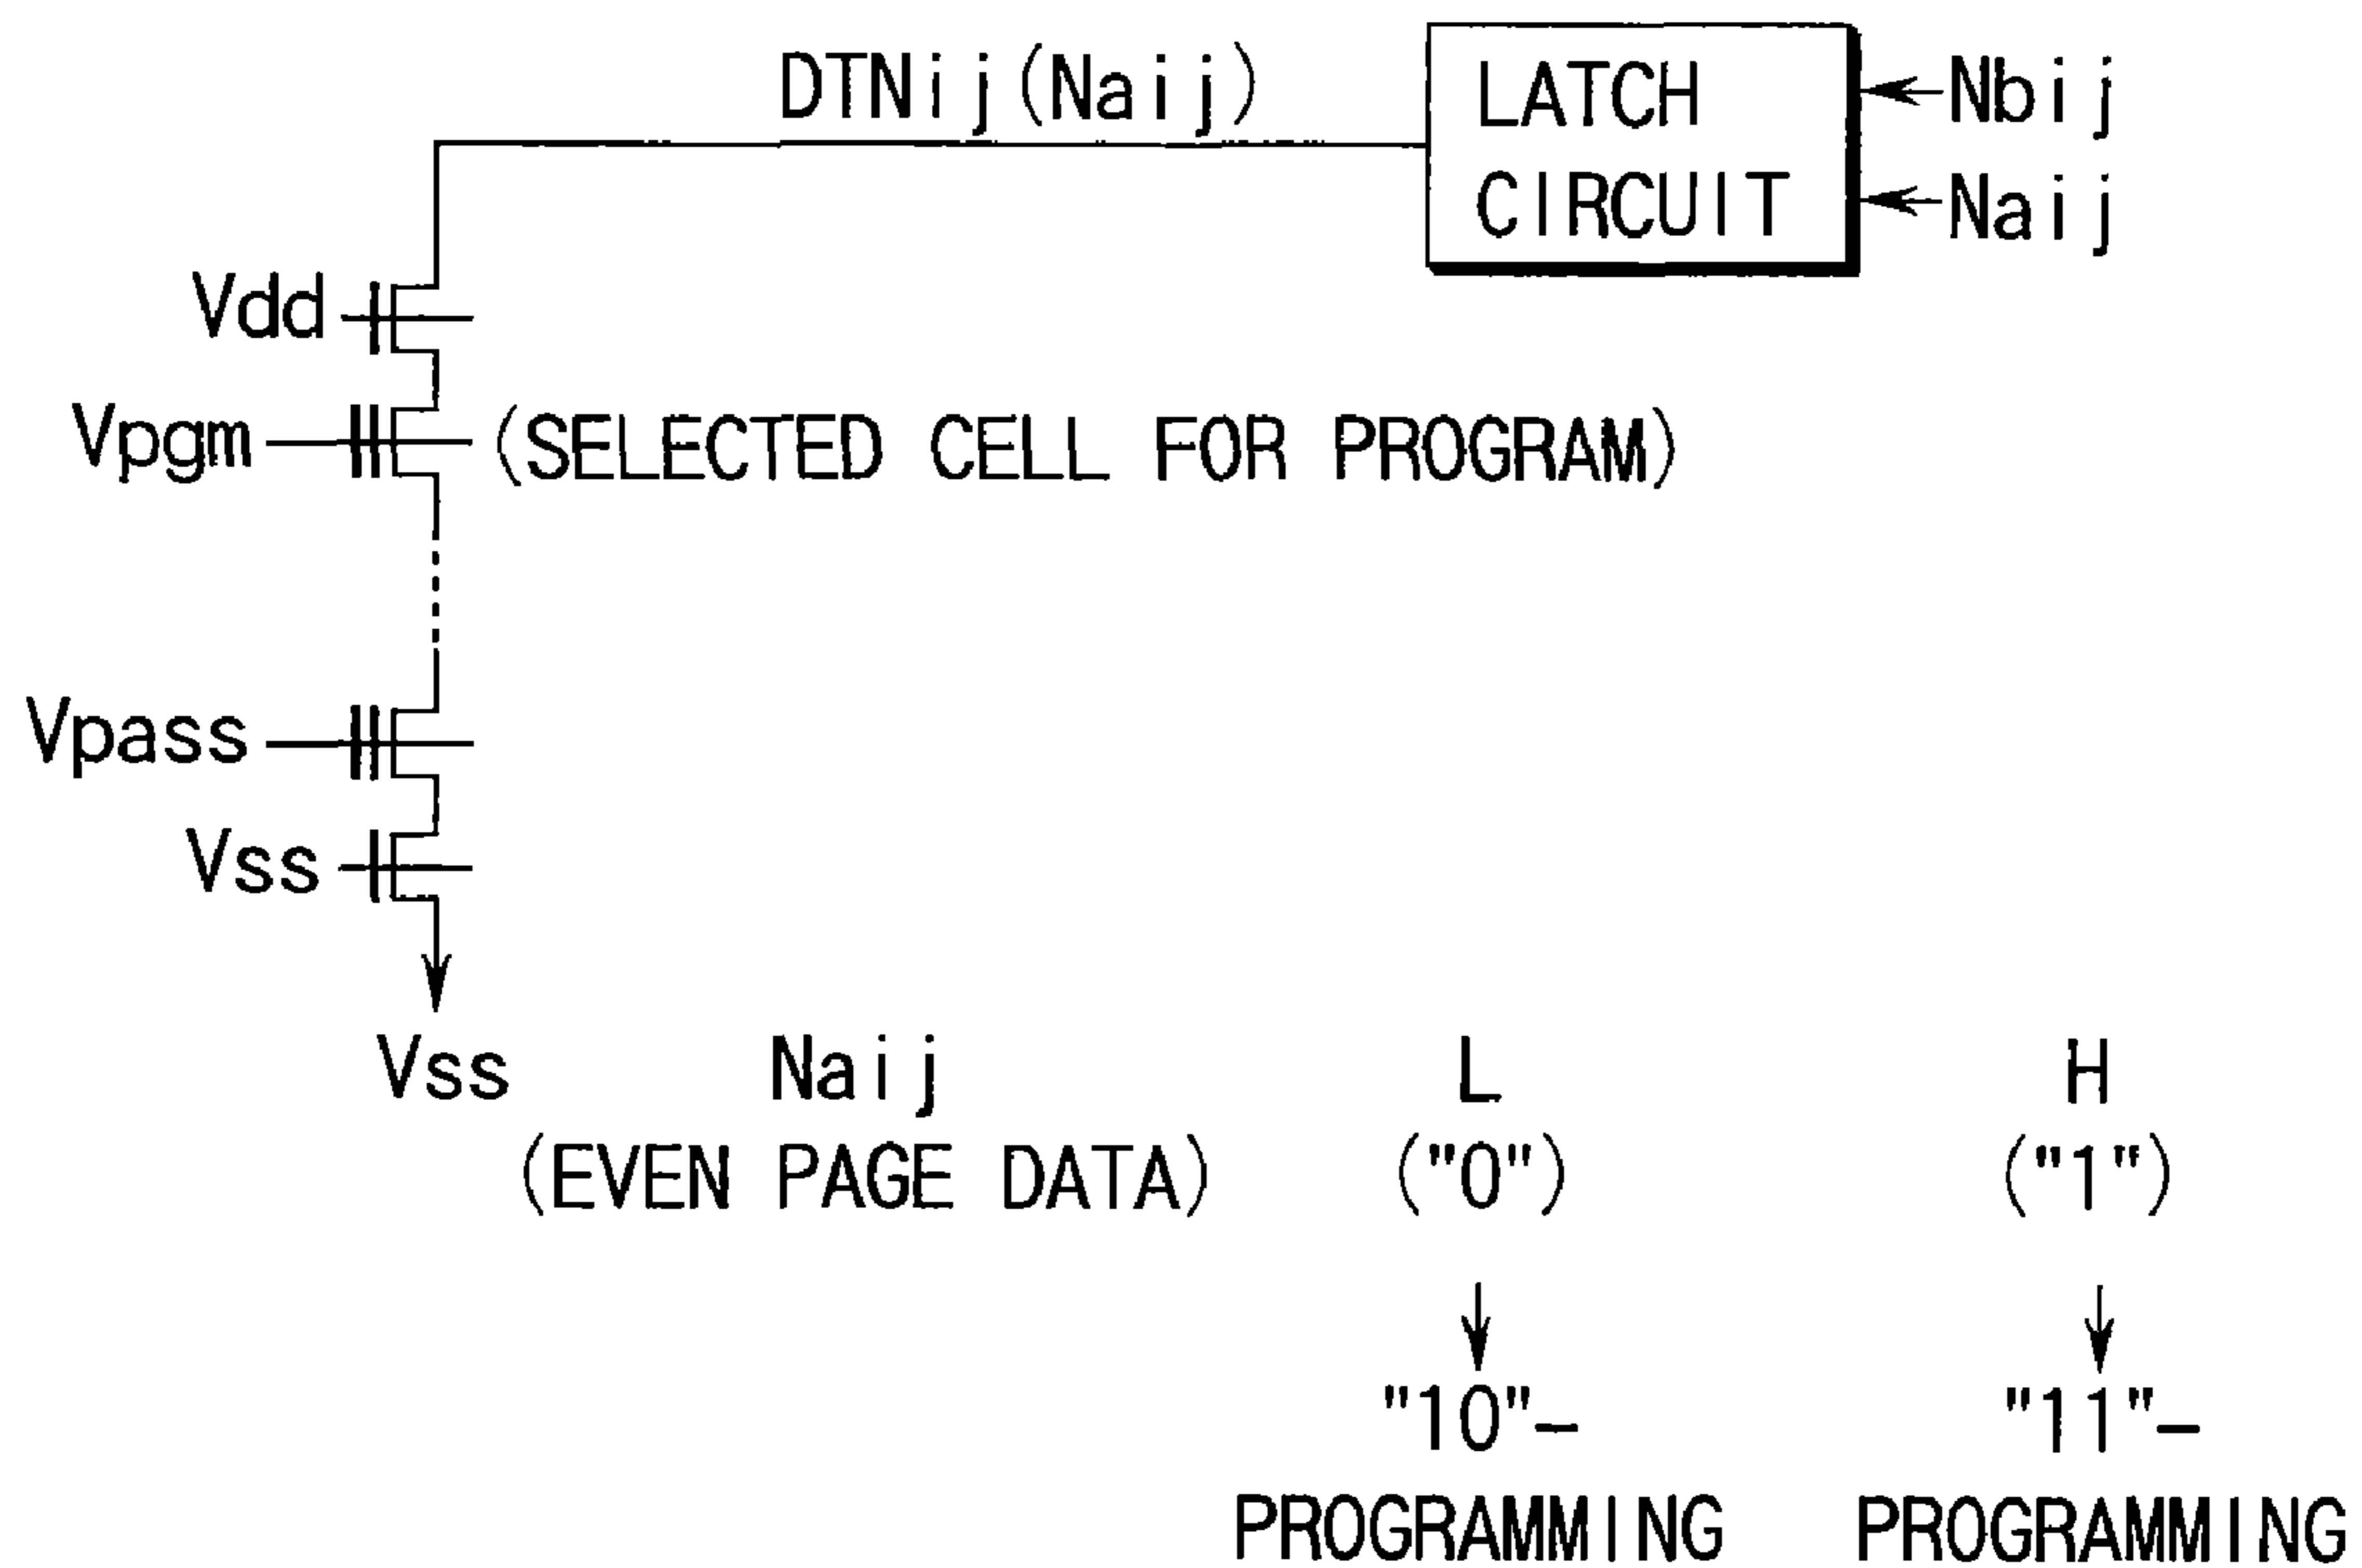 DTNij(Naij)
LATCH
CIRCUIT
Nbij
Naij
Vdd
Vpgm
(SELECTED CELL FOR PROGRAM)
Vpass
Vss
Vss
Naij L H
(EVEN PAGE DATA) ("0") ("1")
"10"– "11"–
PROGRAMMING PROGRAMMING